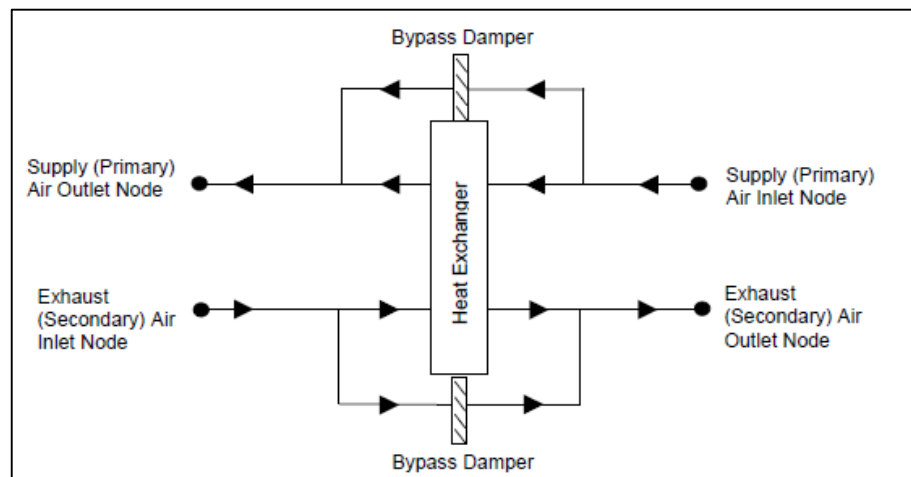 Bypass Damper
Supply (Primary)
Air Outlet Node
Supply (Primary)
Air Inlet Node
Heat Exchanger
Exhaust
(Secondary) Air
Inlet Node
Exhaust
(Secondary) Air
Outlet Node
Bypass Damper